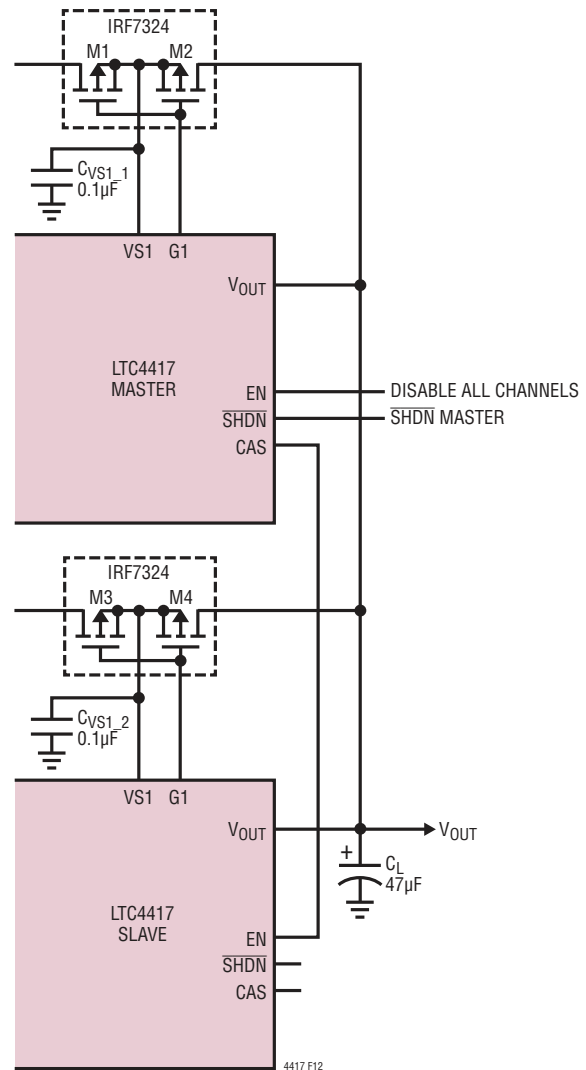 IRF7324
M1 M2
CVS1_1
0.1µF
VS1 G1
VOUT
LTC4417
MASTER
EN
SHDN
CAS
DISABLE ALL CHANNELS
SHDN MASTER
IRF7324
M3 M4
CVS1_2
0.1µF
VS1 G1
VOUT
VOUT
+
CL
47µF
LTC4417
SLAVE
EN
SHDN
CAS
4417 F12